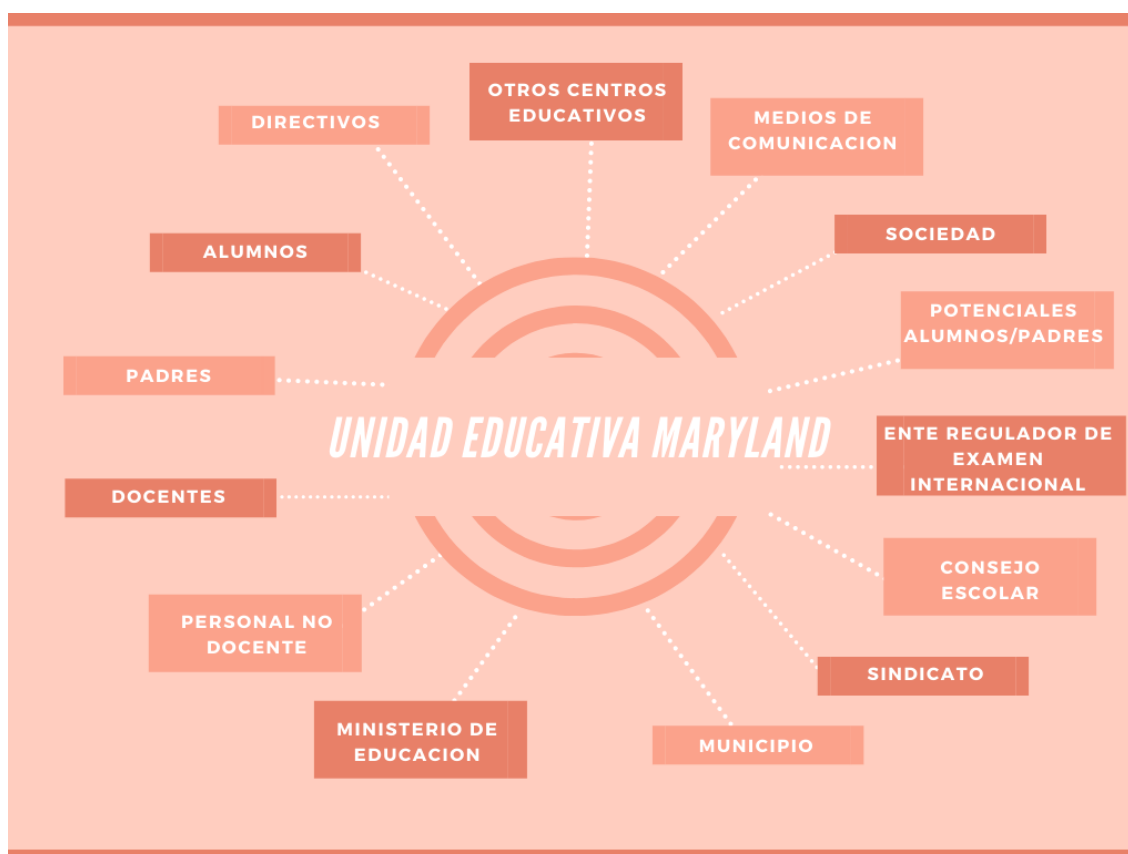 OTROS CENTROS
EDUCATIVOS
DIRECTIVOS
MEDIOS DE
COMUNICACION
ALUMNOS
SOCIEDAD
POTENCIALES
ALUMNOS/PADRES
PADRES
UNIDAD EDUCATIVA MARYLAND
ENTE REGULADOR DE
EXAMEN
INTERNACIONAL
DOCENTES
CONSEJO
ESCOLAR
PERSONAL NO
DOCENTE
SINDICATO
MINISTERIO DE
EDUCACION
MUNICIPIO